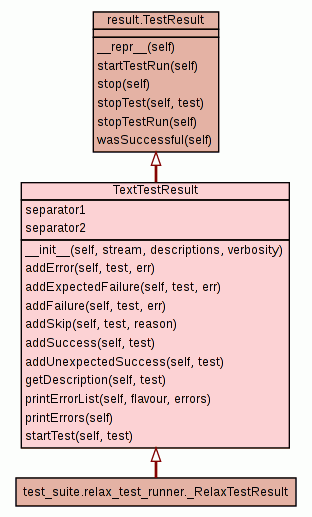 result.TestResult
__repr__(self)
startTestRun(self)
stop(self)
stopTest(self, test)
stopTestRun(self)
wasSuccessful(self)
TextTestResult
separator1
separator2
__init__(self, stream, descriptions, verbosity)
addError(self, test, err)
addExpectedFailure(self, test, err)
addFailure(self, test, err)
addSkip(self, test, reason)
addSuccess(self, test)
addUnexpectedSuccess(self, test)
getDescription(self, test)
printErrorList(self, flavour, errors)
printErrors(self)
startTest(self, test)
test_suite.relax_test_runner._RelaxTestResult